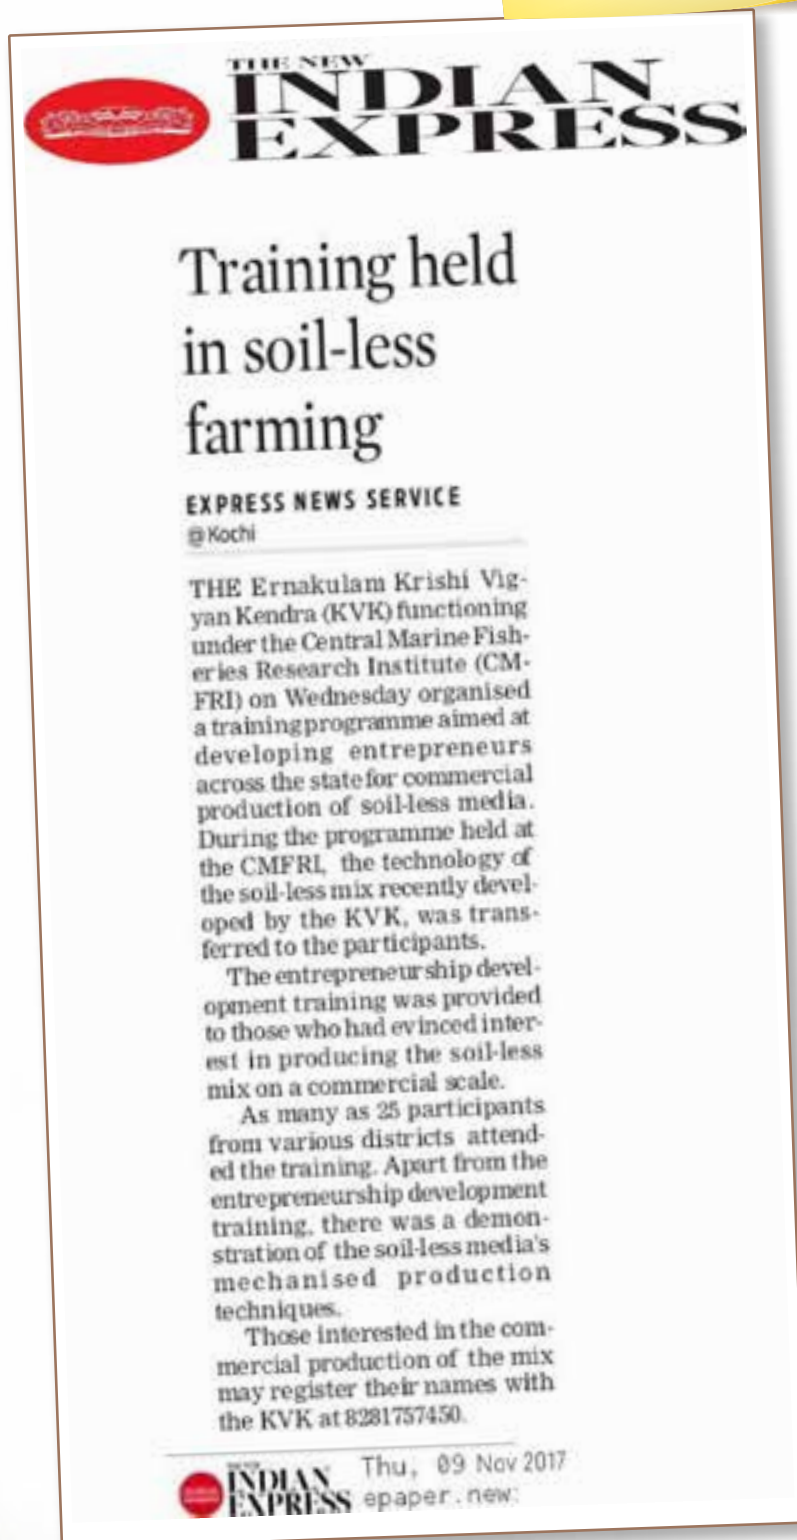 THE NEW
INDIAN
EXPRESS
Training held
in soil-less
farming
EXPRESS NEWS SERVICE
@Kochi
THE Ernakulam Krishi Vig-
yan Kendra (KVK) functioning
under the Central Marine Fish-
eries Research Institute (CM-
FRI) on Wednesday organised
a training programme aimed at
developing entrepreneurs
across the state for commercial
production of soil-less media.
During the programme held at
the CMFRI, the technology of
the soil-less mix recently devel-
oped by the KVK, was trans-
ferred to the participants.
The entrepreneurship devel-
opment training was provided
to those who had evinced inter-
est in producing the soil-less
mix on a commercial scale.
As many as 25 participants
from various districts attend-
ed the training. Apart from the
entrepreneurship development
training, there was a demon-
stration of the soil-less media's
mechanised production
techniques.
Those interested in the com-
mercial production of the mix
may register their names with
the KVK at 8281757450.
INDIAN
EXPRESS
Thu, 09 Nov 2017
epaper.new: